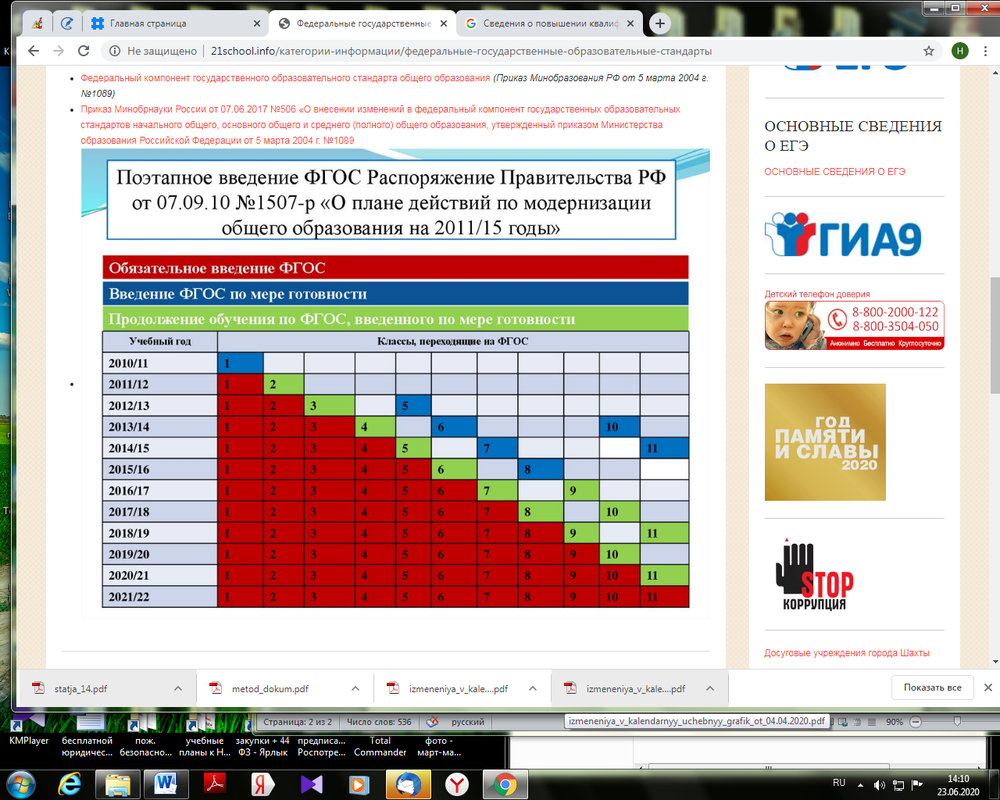 Главная страница
Федеральные государственные
Сведения о повышении квалиф
Не защищено
21school.info/категории-информации/федеральные-государственные-образовательные-стандарты
Н
Федеральный компонент государственного образовательного стандарта общего образования (Приказ Минобразования РФ от 5 марта 2004 г.
№1089)
Приказ Минобрнауки России от 07.06.2017 №506 «О внесении изменений в федеральный компонент государственных образовательных
стандартов начального общего, основного общего и среднего (полного) общего образования, утвержденный приказом Министерства
образования Российской Федерации от 5 марта 2004 г. №1089
Поэтапное введение ФГОС Распоряжение Правительства РФ
от 07.09.10 №1507-р «О плане действий по модернизации
общего образования на 2011/15 годы»
Обязательное введение ФГОС
Введение ФГОС по мере готовности
Продолжение обучения по ФГОС, введенного по мере готовности
Учебный год Классы, переходящие на ФГОС
2010/11 1
2011/12 1 2
2012/13 1 2 3 5
2013/14 1 2 3 4 6 10
2014/15 1 2 3 4 5 7 11
2015/16 1 2 3 4 5 6 8
2016/17 1 2 3 4 5 6 7 9
2017/18 1 2 3 4 5 6 7 8 10
2018/19 1 2 3 4 5 6 7 8 9 11
2019/20 1 2 3 4 5 6 7 8 9 10
2020/21 1 2 3 4 5 6 7 8 9 10 11
2021/22 1 2 3 4 5 6 7 8 9 10 11
ОСНОВНЫЕ СВЕДЕНИЯ
О ЕГЭ
ОСНОВНЫЕ СВЕДЕНИЯ О ЕГЭ
ГИА9
Детский телефон доверия
8-800-2000-122
8-800-3504-050
Анонимно Бесплатно Круглосуточно
ГОД
ПАМЯТИ
И СЛАВЫ
2020
STOP
КОРРУПЦИЯ
Досуговые учреждения города Шахты
statja_14.pdf
metod_dokum.pdf
izmeneniya_v_kale....pdf
izmeneniya_v_kale....pdf
Показать все
Страница: 2 из 2
Число слов: 536
русский
izmeneniya_v_kalendarnyy_uchebnyy_grafik_ot_04.04.2020.pdf
90%
KMPlayer
бесплатной
юридичес...
пож.
безопасно...
учебные
планы к Н...
закупки + 44
ФЗ - Ярлык
предписа...
Роспотре...
Total
Commander
фото -
март-ма...
RU
14:10
23.06.2020